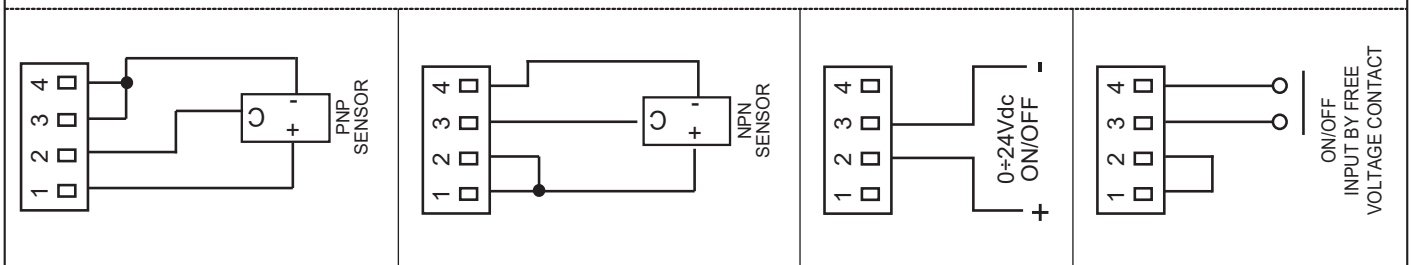 4
3
2
1
C
-
+
PNP
SENSOR
4
3
2
1
C
-
+
NPN
SENSOR
4
3
2
1
-
+
0÷24Vdc
ON/OFF
4
3
2
1
ON/OFF
INPUT BY FREE
VOLTAGE CONTACT